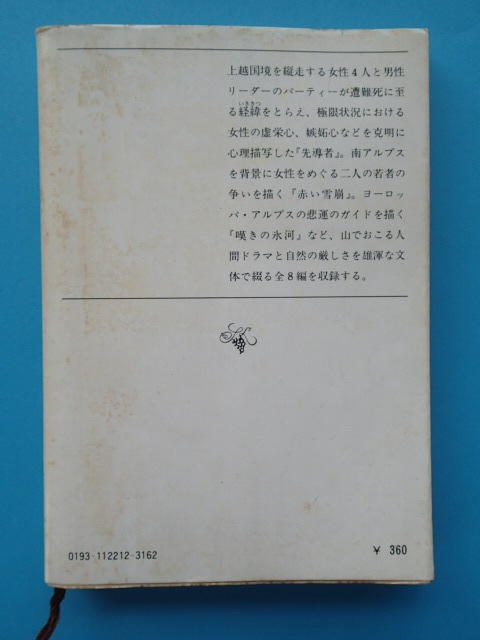 上越国境を縦走する女性4人と男性
リーダーのパーティーが遭難死に至
る経緯をとらえ、極限状況における
いきさつ
女性の虚栄心、嫉妬心などを克明に
心理描写した『先導者』。南アルプス
を背景に女性をめぐる二人の若者の
争いを描く『赤い雪崩』。ヨーロッ
パ・アルプスの悲運のガイドを描く
『嘆きの氷河』など、山でおこる人
間ドラマと自然の厳しさを雄渾な文
体で綴る全8編を収録する。
0193-112212-3162
¥ 360